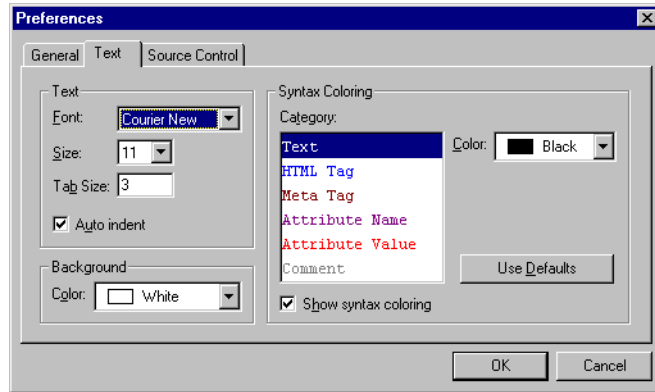 Preferences
General Text Source Control
Text
Font: Courier New
Size: 11
Tab Size: 3
Auto indent
Background
Color: White
Syntax Coloring
Category:
Text
HTML Tag
Meta Tag
Attribute Name
Attribute Value
Comment
Color: Black
Use Defaults
Show syntax coloring
OK Cancel